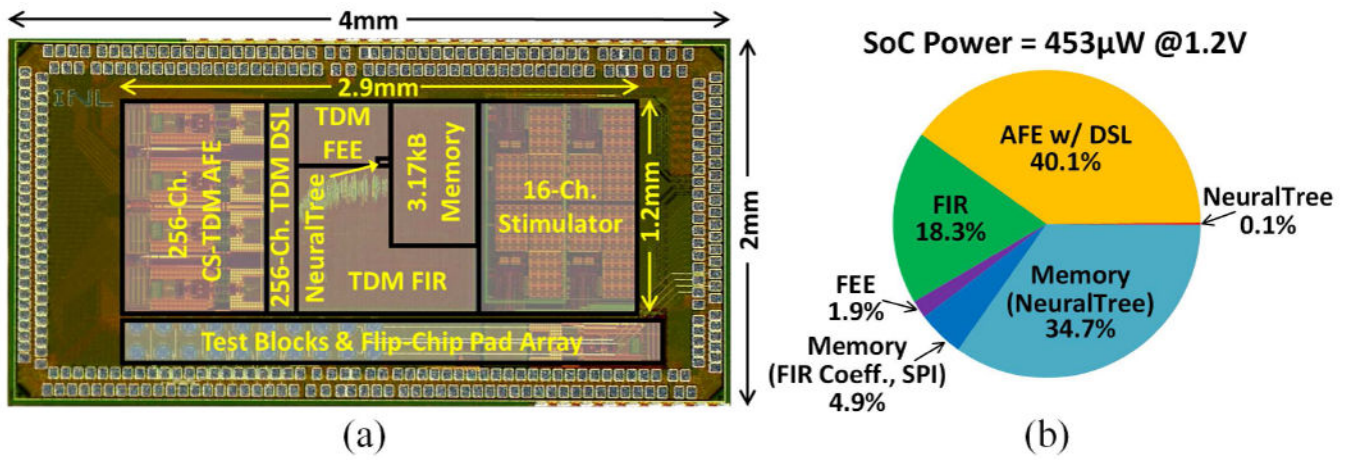 4mm
INL
2.9mm
256-Ch.
CS-TDM AFE
256-Ch. TDM DSL
TDM
FEE
NeuralTree
3.17kB
Memory
TDM FIR
16-Ch.
Stimulator
1.2mm
2mm
Test Blocks & Flip-Chip Pad Array
(a)
SoC Power = 453µW @1.2V
AFE w/ DSL
40.1%
NeuralTree
0.1%
FIR
18.3%
FEE
1.9%
Memory
(NeuralTree)
34.7%
Memory
(FIR Coeff., SPI)
4.9%
(b)